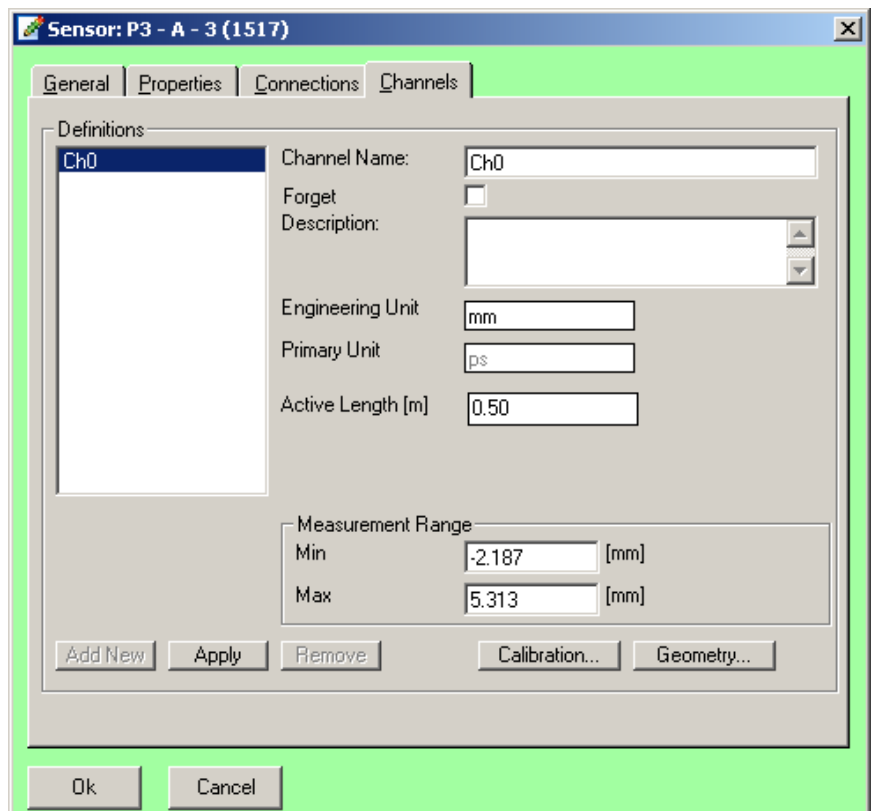 Sensor: P3 - A - 3 (1517)
General Properties Connections Channels
Definitions
Ch0
Channel Name: Ch0
Forget
Description:
Engineering Unit mm
Primary Unit ps
Active Length [m] 0.50
Measurement Range
Min -2.187 [mm]
Max 5.313 [mm]
Add New Apply Remove Calibration... Geometry...
Ok Cancel